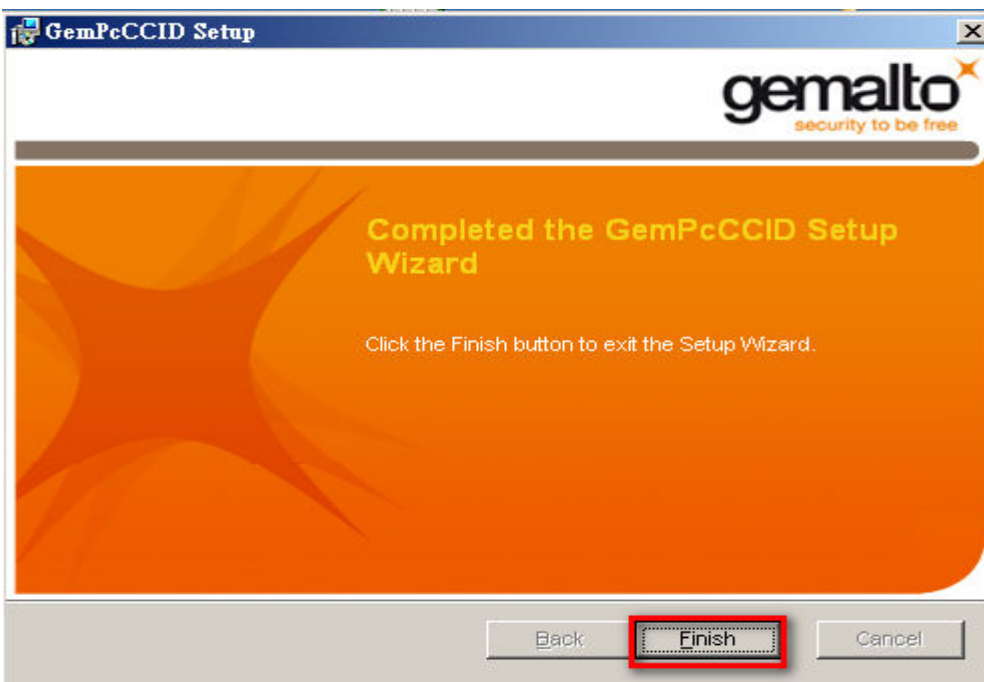 GemPcCCID Setup
gemalto
security to be free
Completed the GemPcCCID Setup
Wizard
Click the Finish button to exit the Setup Wizard.
Back Finish Cancel